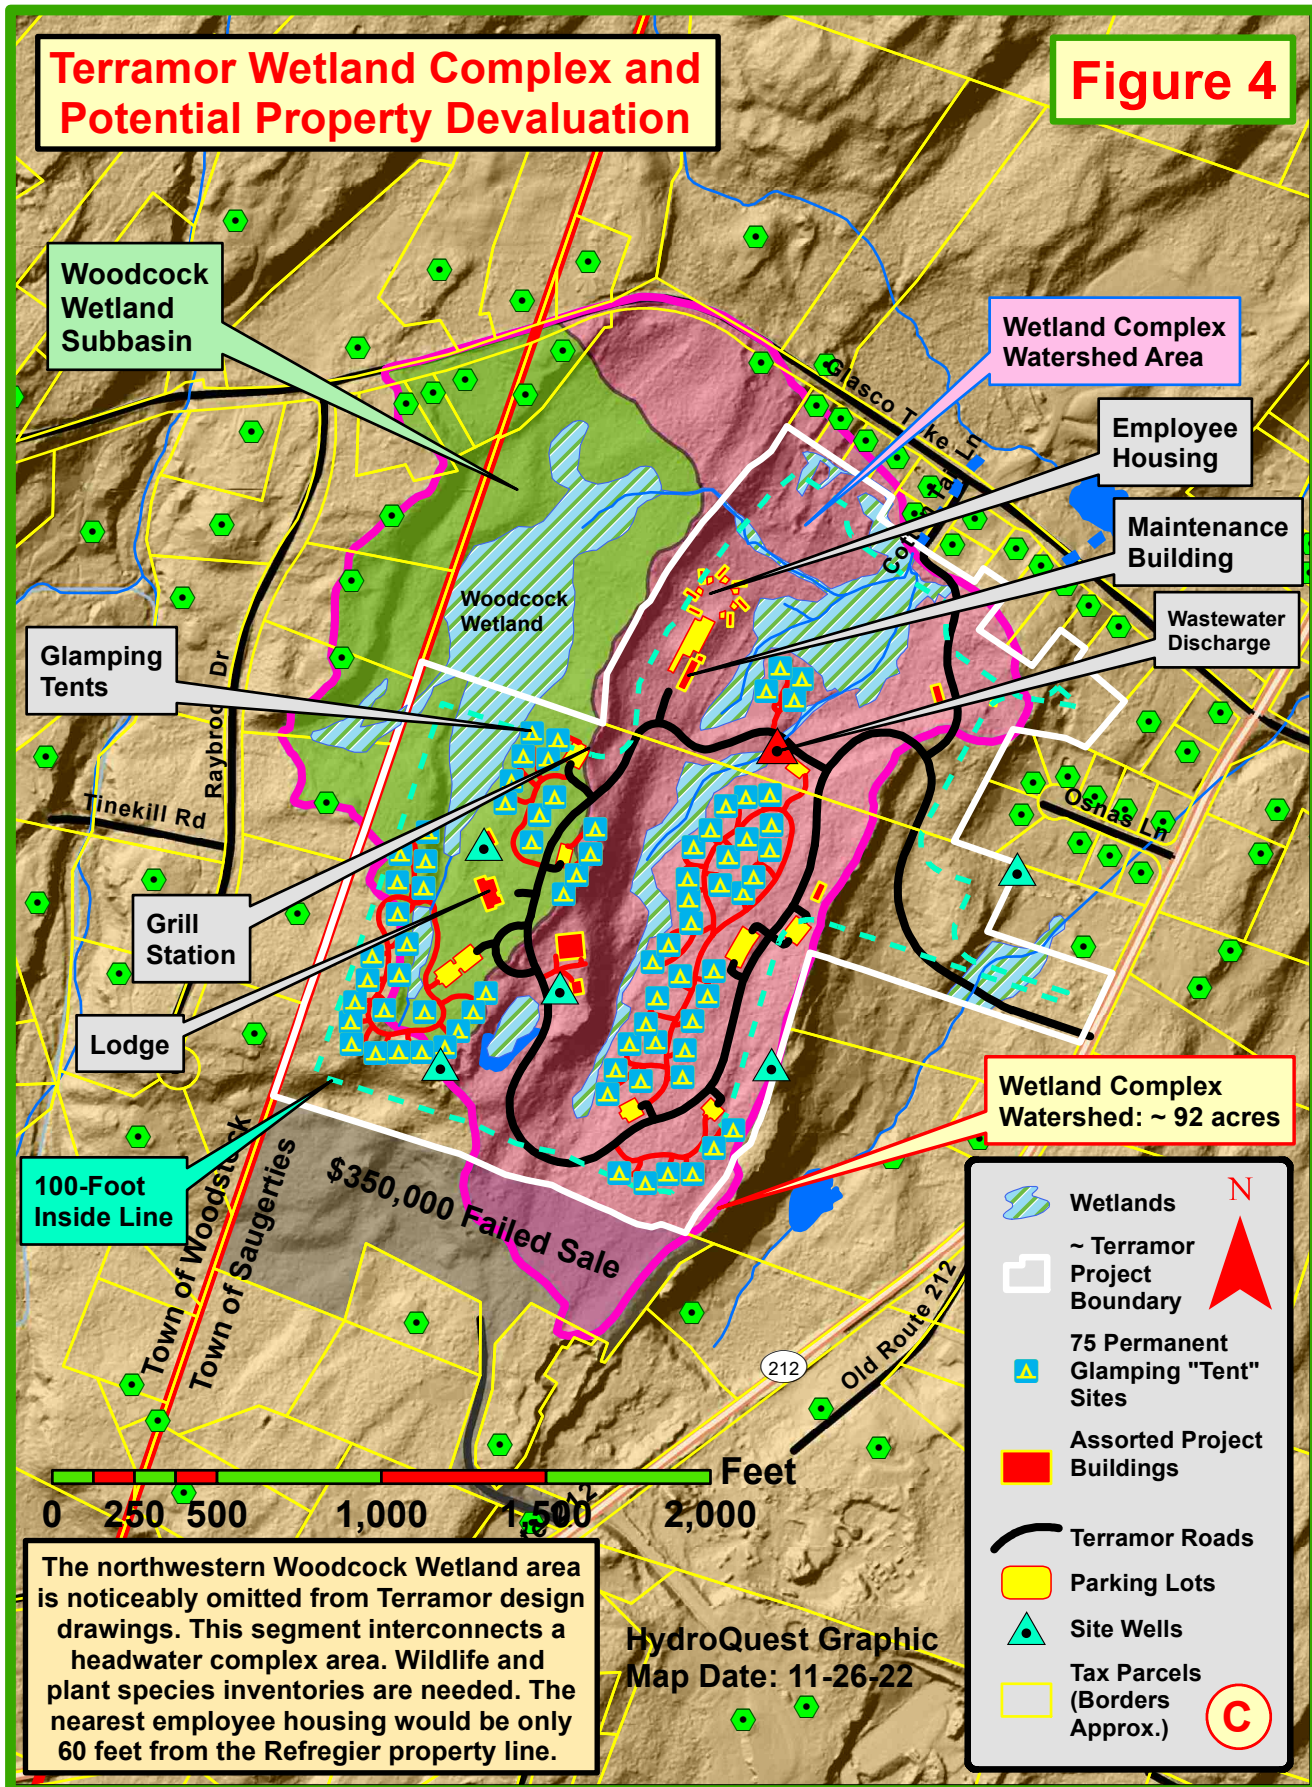 Terramor Wetland Complex and
Potential Property Devaluation
Figure 4
Woodcock
Wetland
Subbasin
Wetland Complex
Watershed Area
Glasco Tpke
Employee
Housing
Maintenance
Building
Wastewater
Discharge
Woodcock
Wetland
Glamping
Tents
Raybrook Dr
Tinekill Rd
Osnas Ln
Grill
Station
Lodge
Wetland Complex
Watershed: ~ 92 acres
100-Foot
Inside Line
$350,000 Failed Sale
Town of Woodstock
Town of Saugerties
212
Old Route 212
Feet
0 250 500 1,000 1,500 2,000
The northwestern Woodcock Wetland area
is noticeably omitted from Terramor design
drawings. This segment interconnects a
headwater complex area. Wildlife and
plant species inventories are needed. The
nearest employee housing would be only
60 feet from the Refregier property line.
HydroQuest Graphic
Map Date: 11-26-22
N
Wetlands
~ Terramor
Project
Boundary
75 Permanent
Glamping "Tent"
Sites
Assorted Project
Buildings
Terramor Roads
Parking Lots
Site Wells
Tax Parcels
(Borders
Approx.)
C